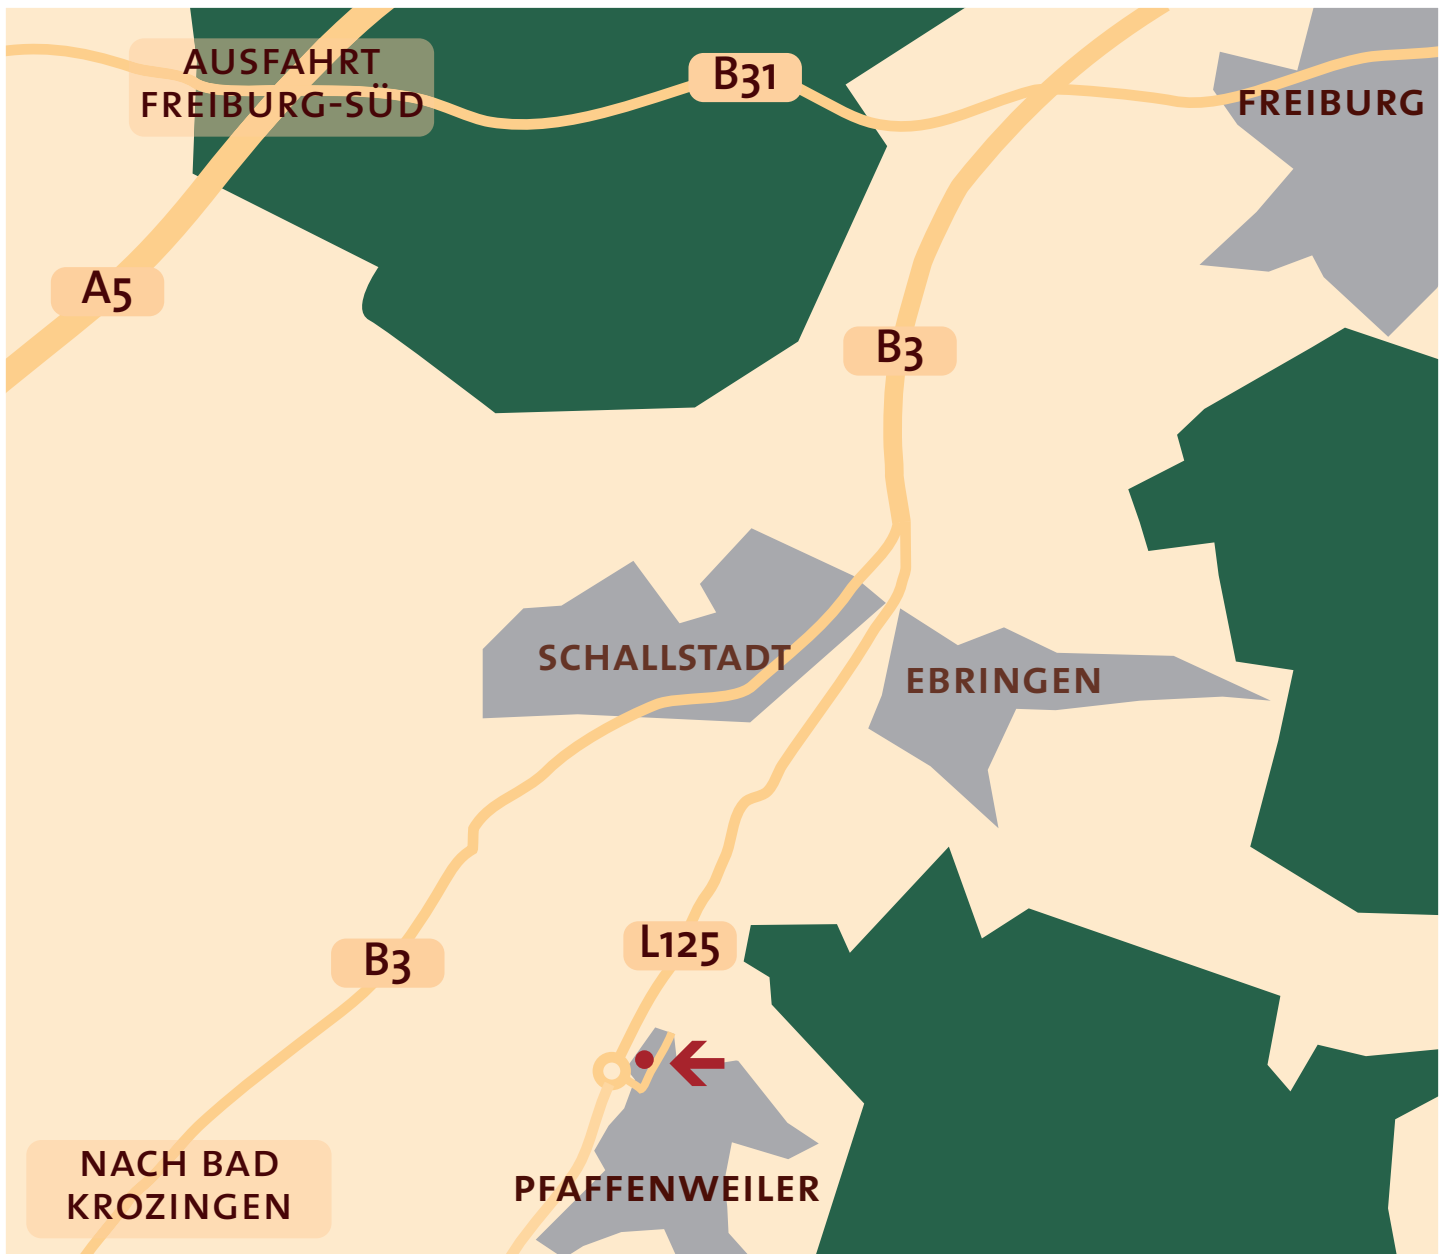 AUSFAHRT
FREIBURG-SÜD
B31
FREIBURG
A5
B3
SCHALLSTADT
EBRINGEN
B3
L125
NACH BAD
KROZINGEN
PFAFFENWEILER